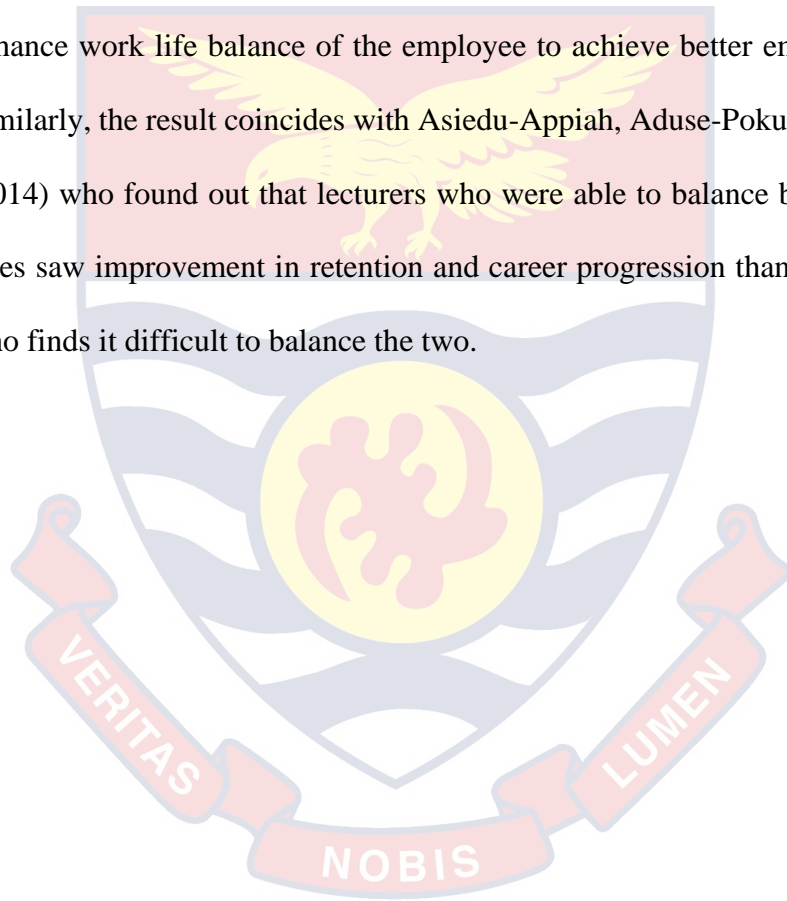 nance work life balance of the employee to achieve better en
milarly, the result coincides with Asiedu-Appiah, Aduse-Poku
014) who found out that lecturers who were able to balance b
es saw improvement in retention and career progression than
no finds it difficult to balance the two.
VERITAS
NOBIS
LUMEN